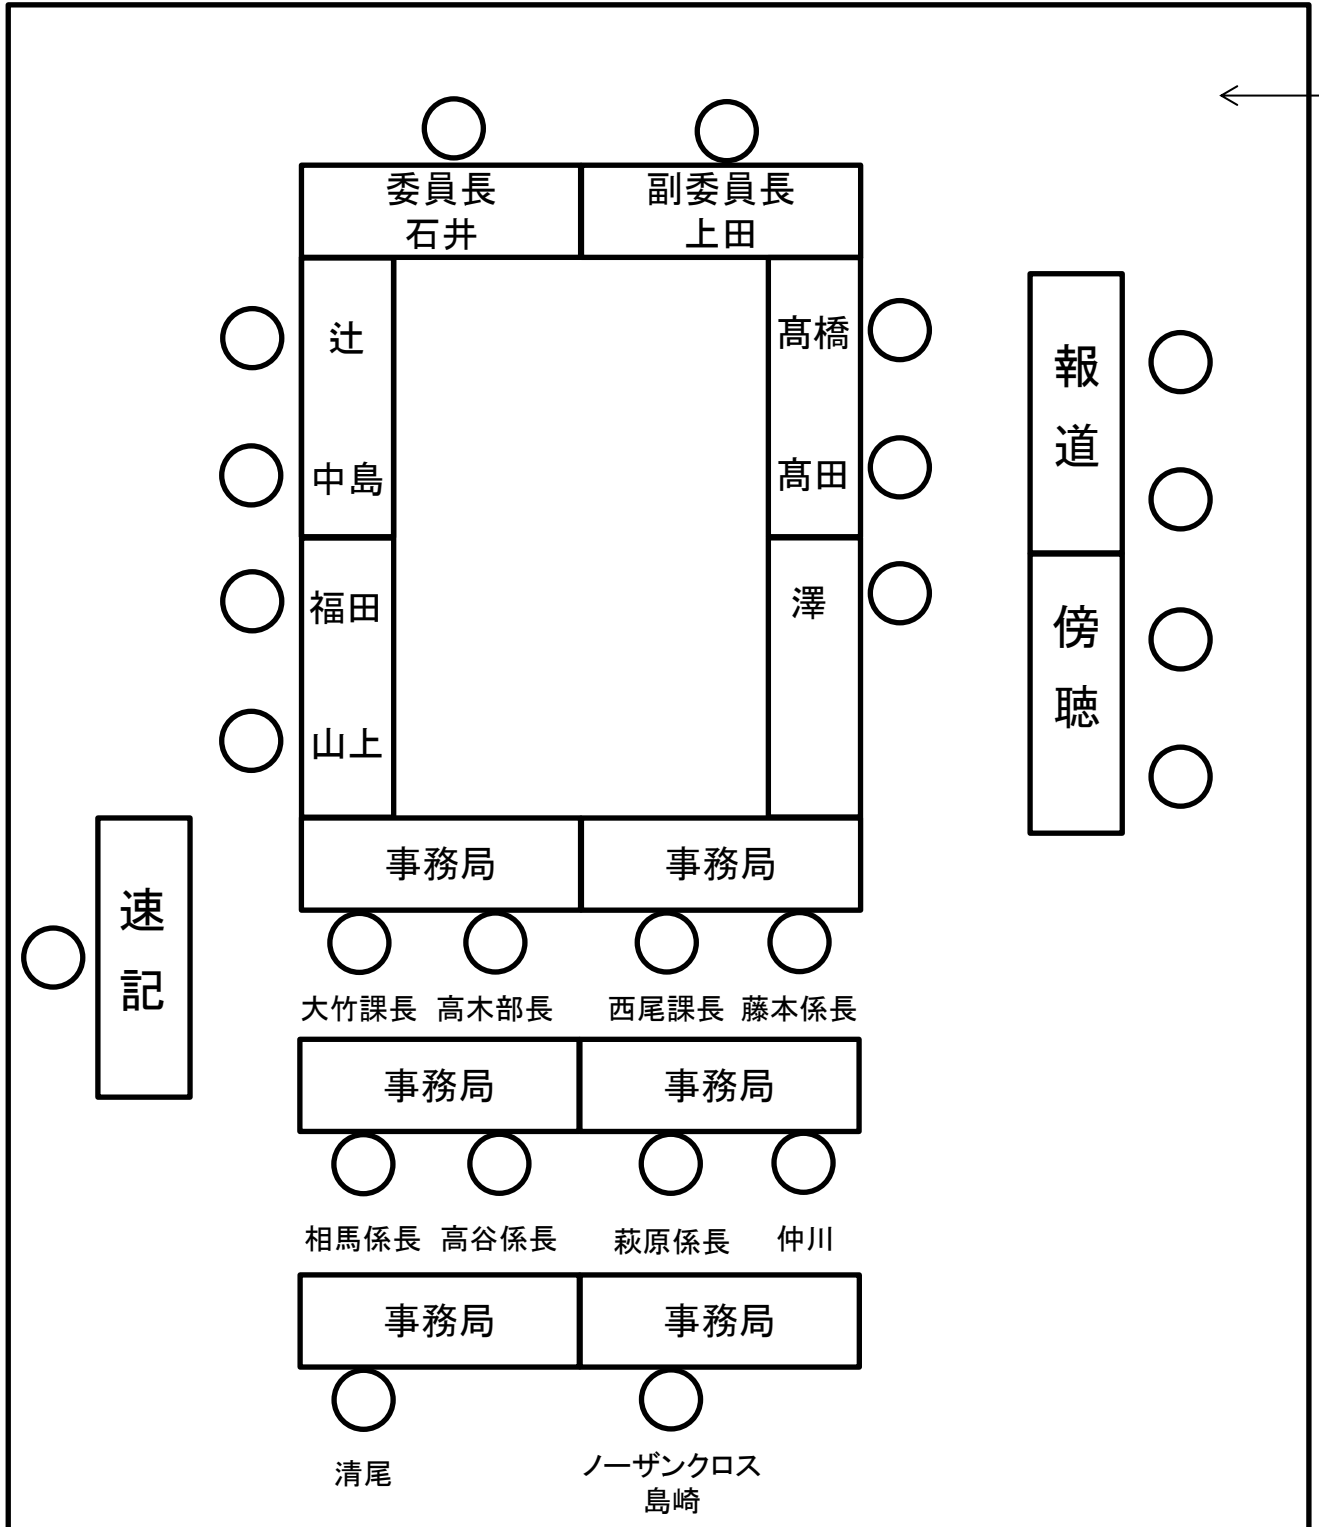 委員長
石井
副委員長
上田
辻
髙橋
中島
髙田
福田
澤
山上
報道
傍聴
速記
事務局
事務局
大竹課長 高木部長 西尾課長 藤本係長
事務局
事務局
相馬係長 高谷係長 萩原係長 仲川
事務局
事務局
清尾
ノーザンクロス
島崎